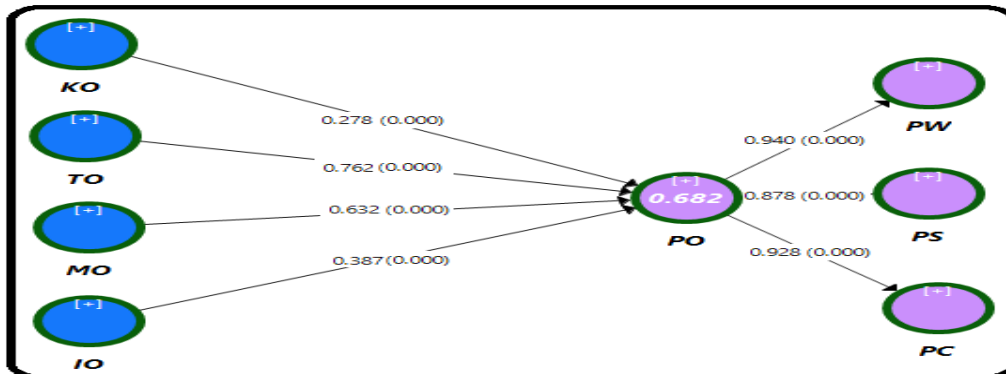 [+]
KO
[+]
TO
[+]
MO
[+]
IO
0.278 (0.000)
0.762 (0.000)
0.632 (0.000)
0.387 (0.000)
[+]
0.682
PO
0.940 (0.000)
0.878 (0.000)
0.928 (0.000)
[+]
PW
[+]
PS
[+]
PC